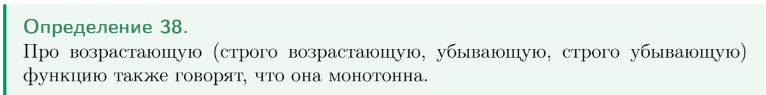 Определение 38.
Про возрастающую (строго возрастающую, убывающую, строго убывающую)
функцию также говорят, что она монотонна.